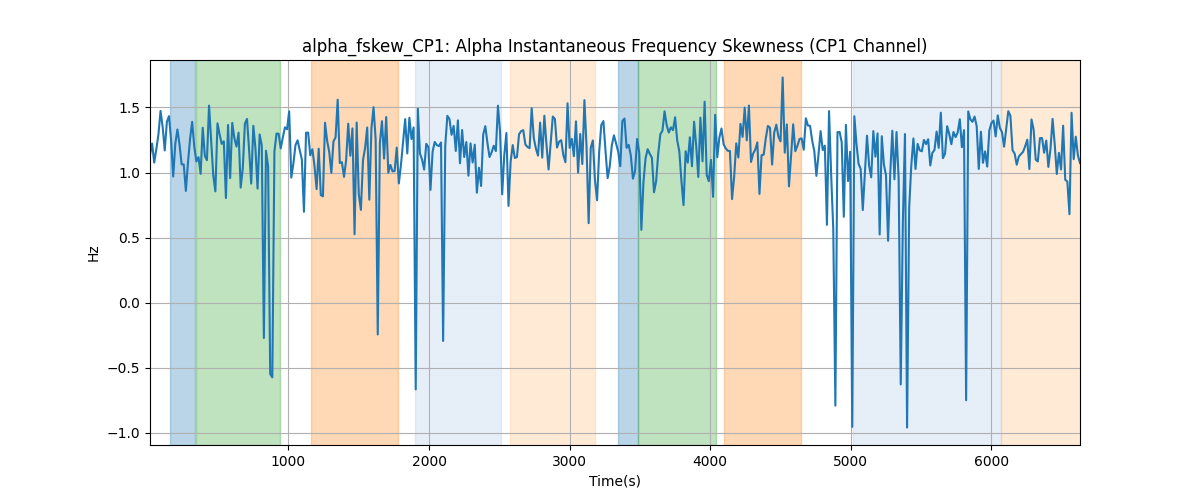 alpha_fskew_CP1: Alpha Instantaneous Frequency Skewness (CP1 Channel)
1.5
1.0
0.5
0.0
−0.5
−1.0
Hz
1000 2000 3000 4000 5000 6000
Time(s)